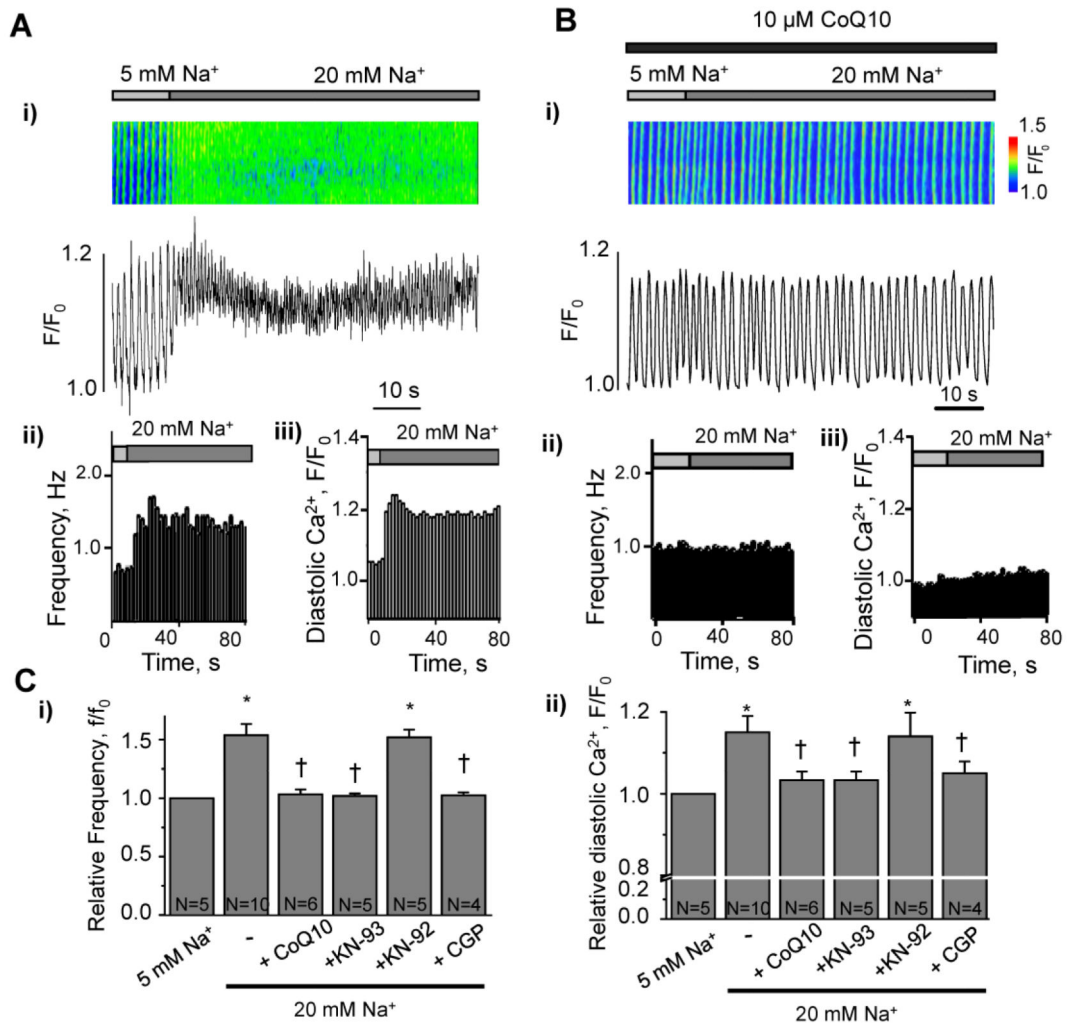 A
5 mM Na⁺ 20 mM Na⁺
i)
1.2
F/F₀
1.0
10 s
ii)
20 mM Na⁺
2.0
1.0
Frequency, Hz
0 40 80
Time, s
iii)
20 mM Na⁺
1.4
1.2
1.0
Diastolic Ca²⁺, F/F₀
0 40 80
Time, s
B
10 µM CoQ10
5 mM Na⁺ 20 mM Na⁺
i)
1.5
F/F₀
1.0
1.2
F/F₀
1.0
10 s
ii)
20 mM Na⁺
2.0
1.0
Frequency, Hz
0 40 80
Time, s
iii)
20 mM Na⁺
1.4
1.2
1.0
Diastolic Ca²⁺, F/F₀
0 40 80
Time, s
C
i)
Relative Frequency, f/f₀
1.5
1.0
0.5
0.0
* † † * †
N=5 N=10 N=6 N=5 N=5 N=4
5 mM Na⁺ - + CoQ10 +KN-93 +KN-92 + CGP
20 mM Na⁺
ii)
Relative diastolic Ca²⁺, F/F₀
1.2
1.0
0.8
0.2
0.0
* † † * †
N=5 N=10 N=6 N=5 N=5 N=4
5 mM Na⁺ - + CoQ10 +KN-93 +KN-92 + CGP
20 mM Na⁺